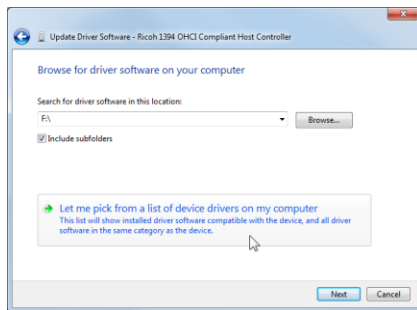 Update Driver Software - Ricoh 1394 OHCI Compliant Host Controller
Browse for driver software on your computer
Search for driver software in this location:
F:\
Browse...
Include subfolders
Let me pick from a list of device drivers on my computer
This list will show installed driver software compatible with the device, and all driver
software in the same category as the device.
Next Cancel